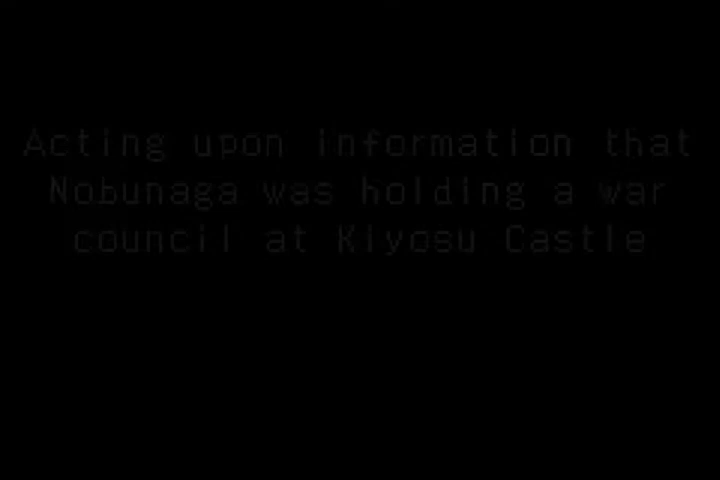 Acting upon information that
Nobunaga was holding a war
council at Kiyosu Castle